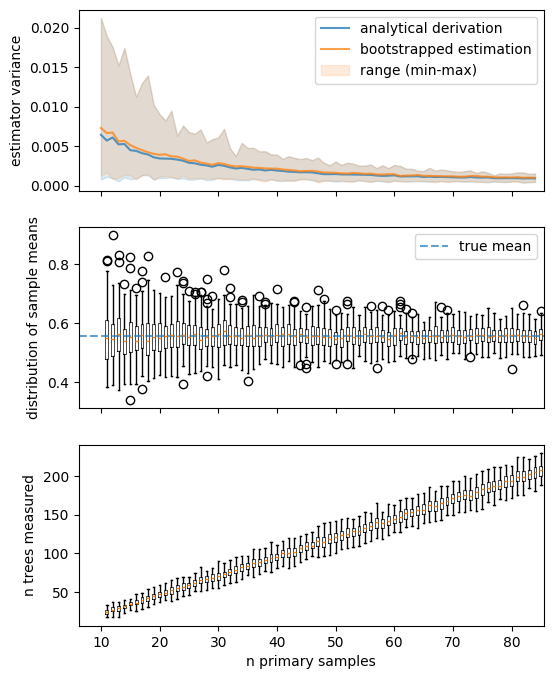 estimator variance
0.020
0.015
0.010
0.005
0.000
analytical derivation
bootstrapped estimation
range (min-max)
distribution of sample means
0.8
0.6
0.4
true mean
n trees measured
200
150
100
50
10 20 30 40 50 60 70 80
n primary samples